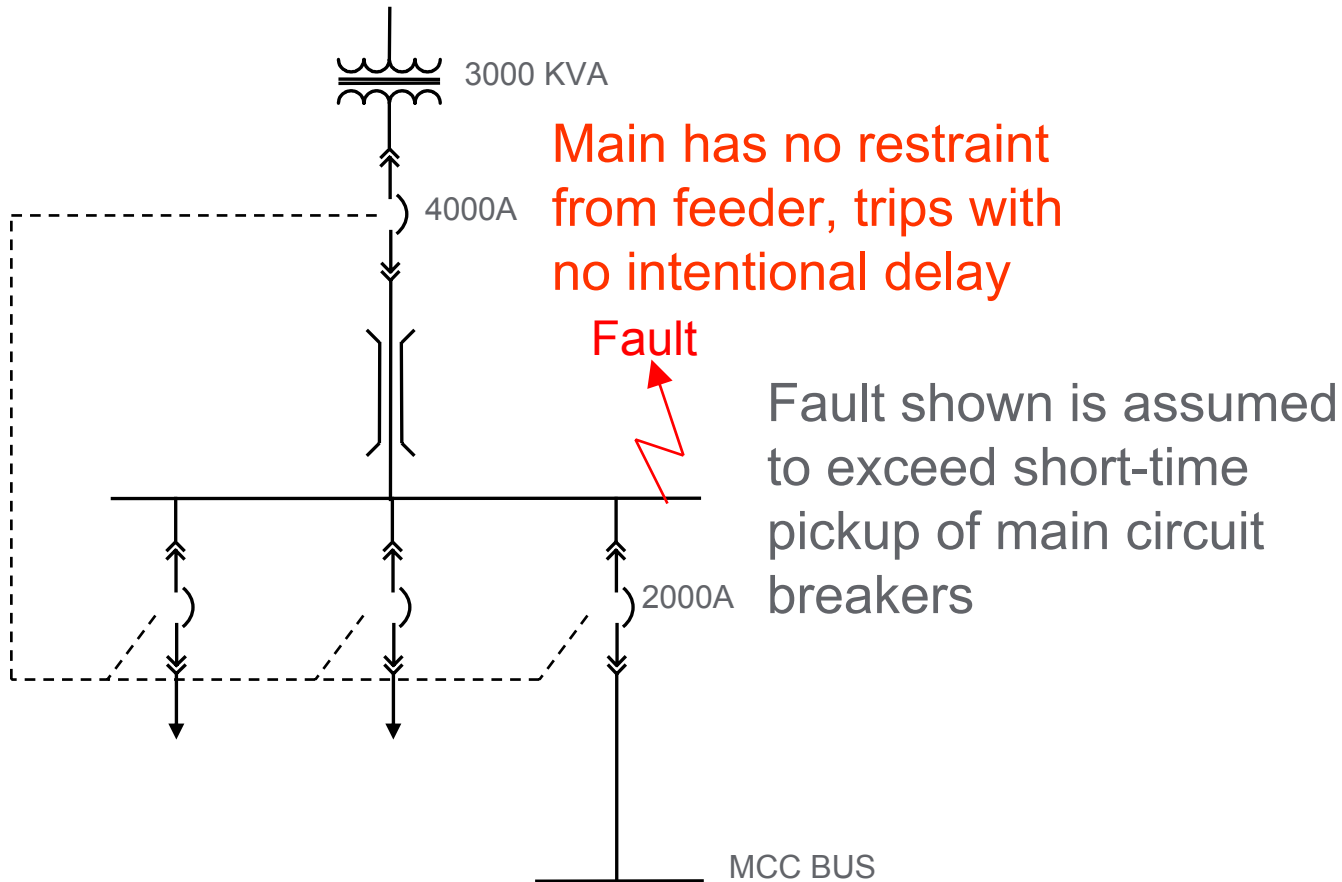 3000 KVA
Main has no restraint
from feeder, trips with
no intentional delay
4000A
Fault
Fault shown is assumed
to exceed short-time
pickup of main circuit
breakers
2000A
MCC BUS